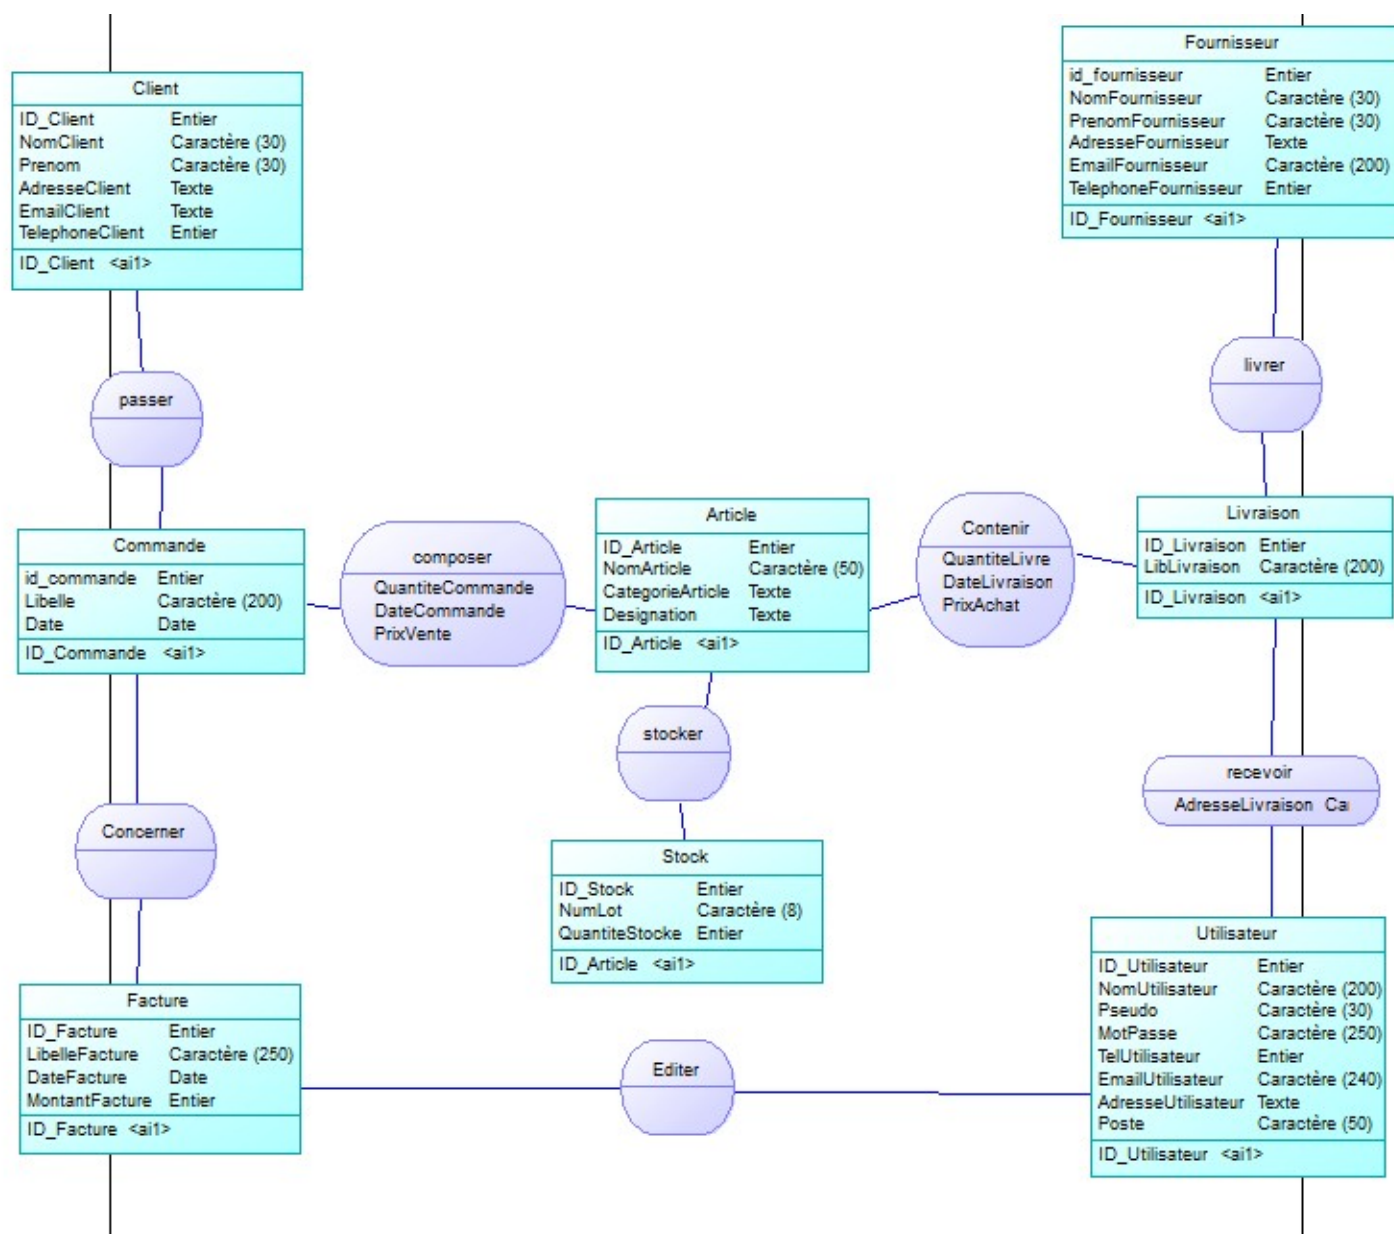 Client
ID_Client Entier
NomClient Caractère (30)
Prenom Caractère (30)
AdresseClient Texte
EmailClient Texte
TelephoneClient Entier
ID_Client <ai1>
Fournisseur
id_fournisseur Entier
NomFournisseur Caractère (30)
PrenomFournisseur Caractère (30)
AdresseFournisseur Texte
EmailFournisseur Caractère (200)
TelephoneFournisseur Entier
ID_Fournisseur <ai1>
passer
livrer
Commande
id_commande Entier
Libelle Caractère (200)
Date Date
ID_Commande <ai1>
composer
QuantiteCommande
DateCommande
PrixVente
Article
ID_Article Entier
NomArticle Caractère (50)
CategorieArticle Texte
Designation Texte
ID_Article <ai1>
Contenir
QuantiteLivre
DateLivraison
PrixAchat
Livraison
ID_Livraison Entier
LibLivraison Caractère (200)
ID_Livraison <ai1>
stocker
recevoir
AdresseLivraison Ca
Concerner
Stock
ID_Stock Entier
NumLot Caractère (8)
QuantiteStocke Entier
ID_Article <ai1>
Facture
ID_Facture Entier
LibelleFacture Caractère (250)
DateFacture Date
MontantFacture Entier
ID_Facture <ai1>
Editer
Utilisateur
ID_Utilisateur Entier
NomUtilisateur Caractère (200)
Pseudo Caractère (30)
MotPasse Caractère (250)
TelUtilisateur Entier
EmailUtilisateur Caractère (240)
AdresseUtilisateur Texte
Poste Caractère (50)
ID_Utilisateur <ai1>